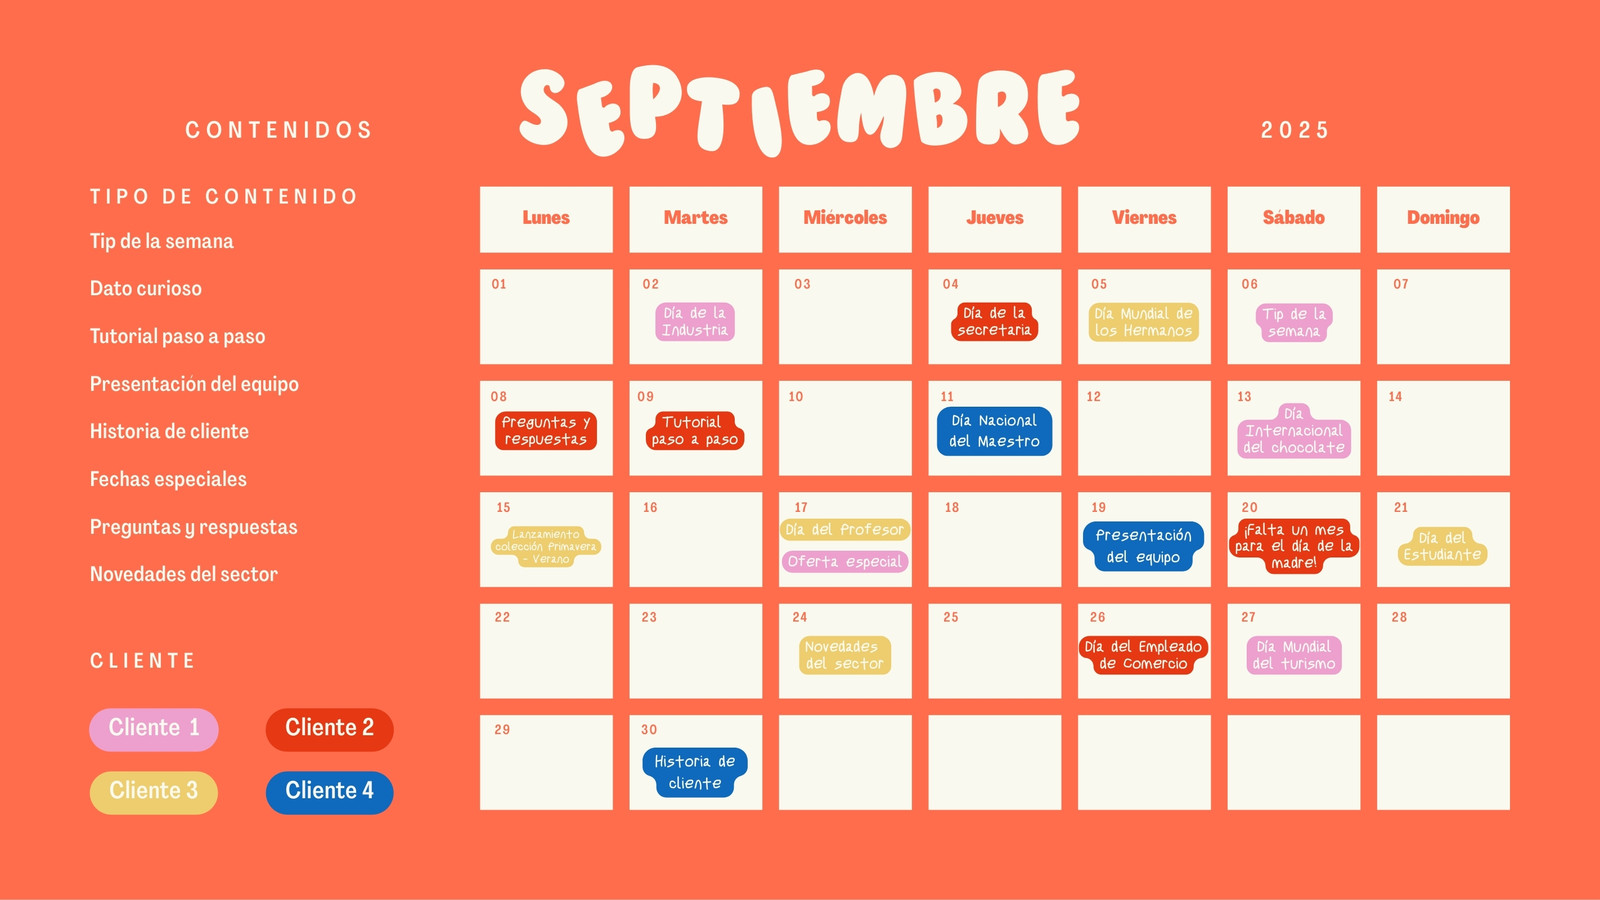 SEPTIEMBRE
CONTENIDOS
2025
TIPO DE CONTENIDO
Tip de la semana
Dato curioso
Tutorial paso a paso
Presentación del equipo
Historia de cliente
Fechas especiales
Preguntas y respuestas
Novedades del sector
CLIENTE
Cliente 1
Cliente 2
Cliente 3
Cliente 4
Lunes
Martes
Miércoles
Jueves
Viernes
Sábado
Domingo
01
02
Día de la
Industria
03
04
Día de la
secretaria
05
Día Mundial de
los Hermanos
06
Tip de la
semana
07
08
Preguntas y
respuestas
09
Tutorial
paso a paso
10
11
Día Nacional
del Maestro
12
13
Día
Internacional
del chocolate
14
15
Lanzamiento
colección Primavera
- Verano
16
17
Día del Profesor
Oferta especial
18
19
Presentación
del equipo
20
¡Falta un mes
para el día de la
madre!
21
Día del
Estudiante
22
23
24
Novedades
del sector
25
26
Día del Empleado
de Comercio
27
Día Mundial
del turismo
28
29
30
Historia de
cliente